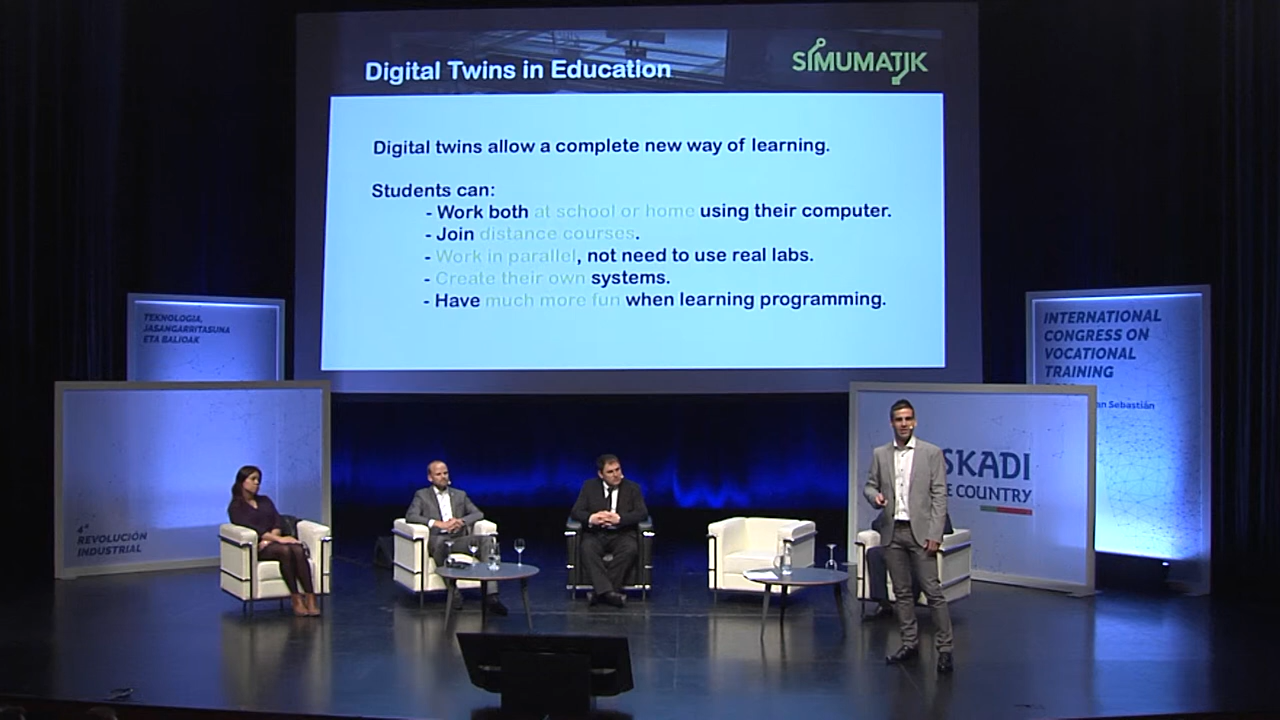 Digital Twins in Education
SIMUMATIK
Digital twins allow a complete new way of learning.
Students can:
- Work both at school or home using their computer.
- Join distance courses.
- Work in parallel, not need to use real labs.
- Create their own systems.
- Have much more fun when learning programming.
TEKNOLOGIA,
JASANGARRITASUNA
ETA BALIOAK
INTERNATIONAL
CONGRESS ON
VOCATIONAL
TRAINING
Sebastián
4ª
REVOLUCIÓN
INDUSTRIAL
SKADI
COUNTRY